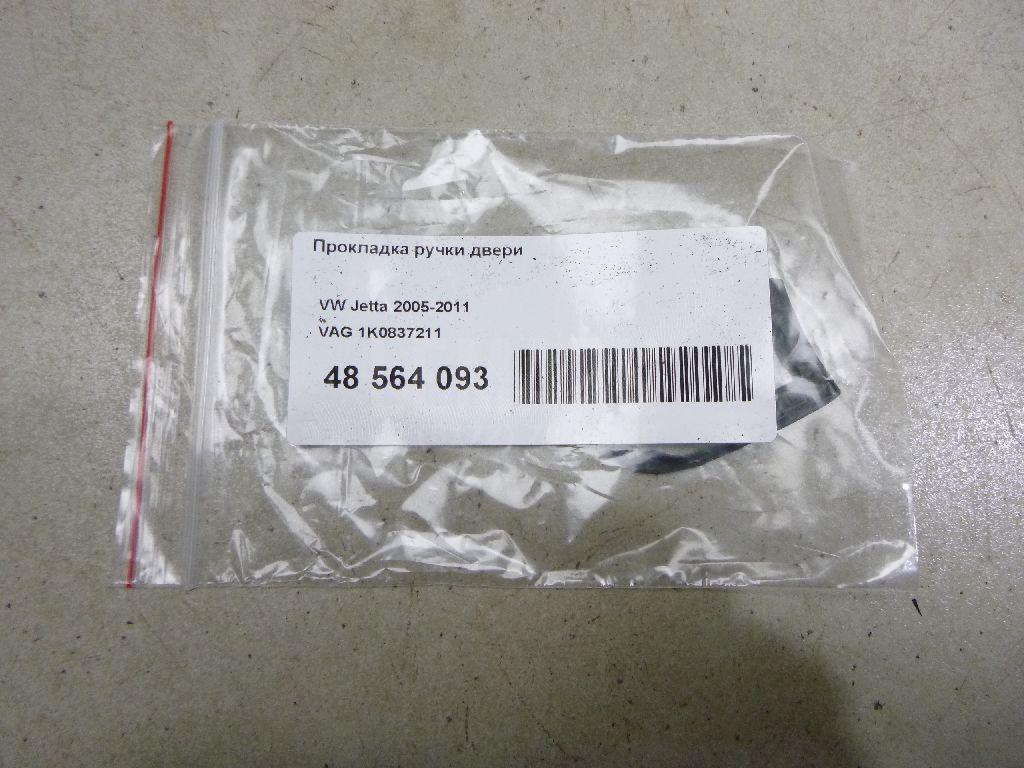 Прокладка ручки двери
VW Jetta 2005-2011
VAG 1K0837211
48 564 093